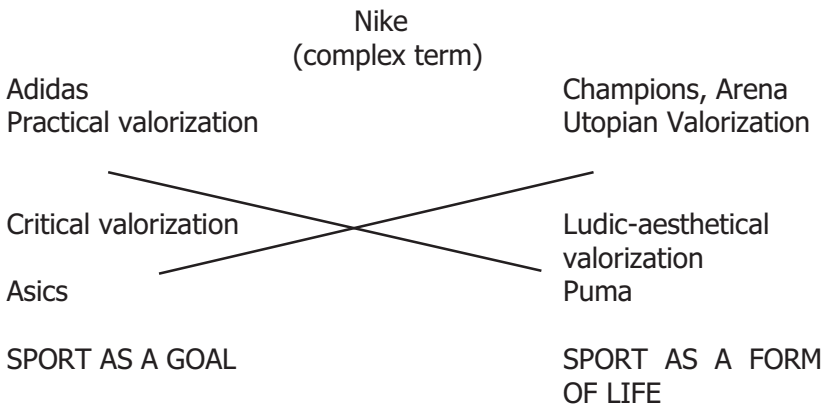 Nike
(complex term)
Adidas
Practical valorization
Champions, Arena
Utopian Valorization
Critical valorization
Asics
Ludic-aesthetical
valorization
Puma
SPORT AS A GOAL
SPORT AS A FORM
OF LIFE